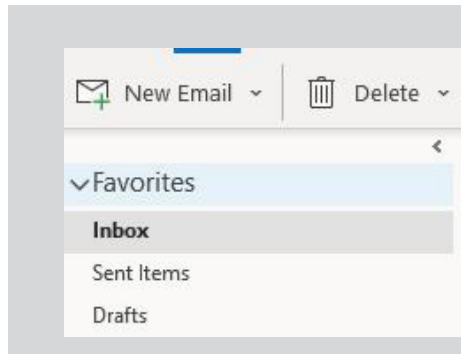 New Email Delete
Favorites
Inbox
Sent Items
Drafts